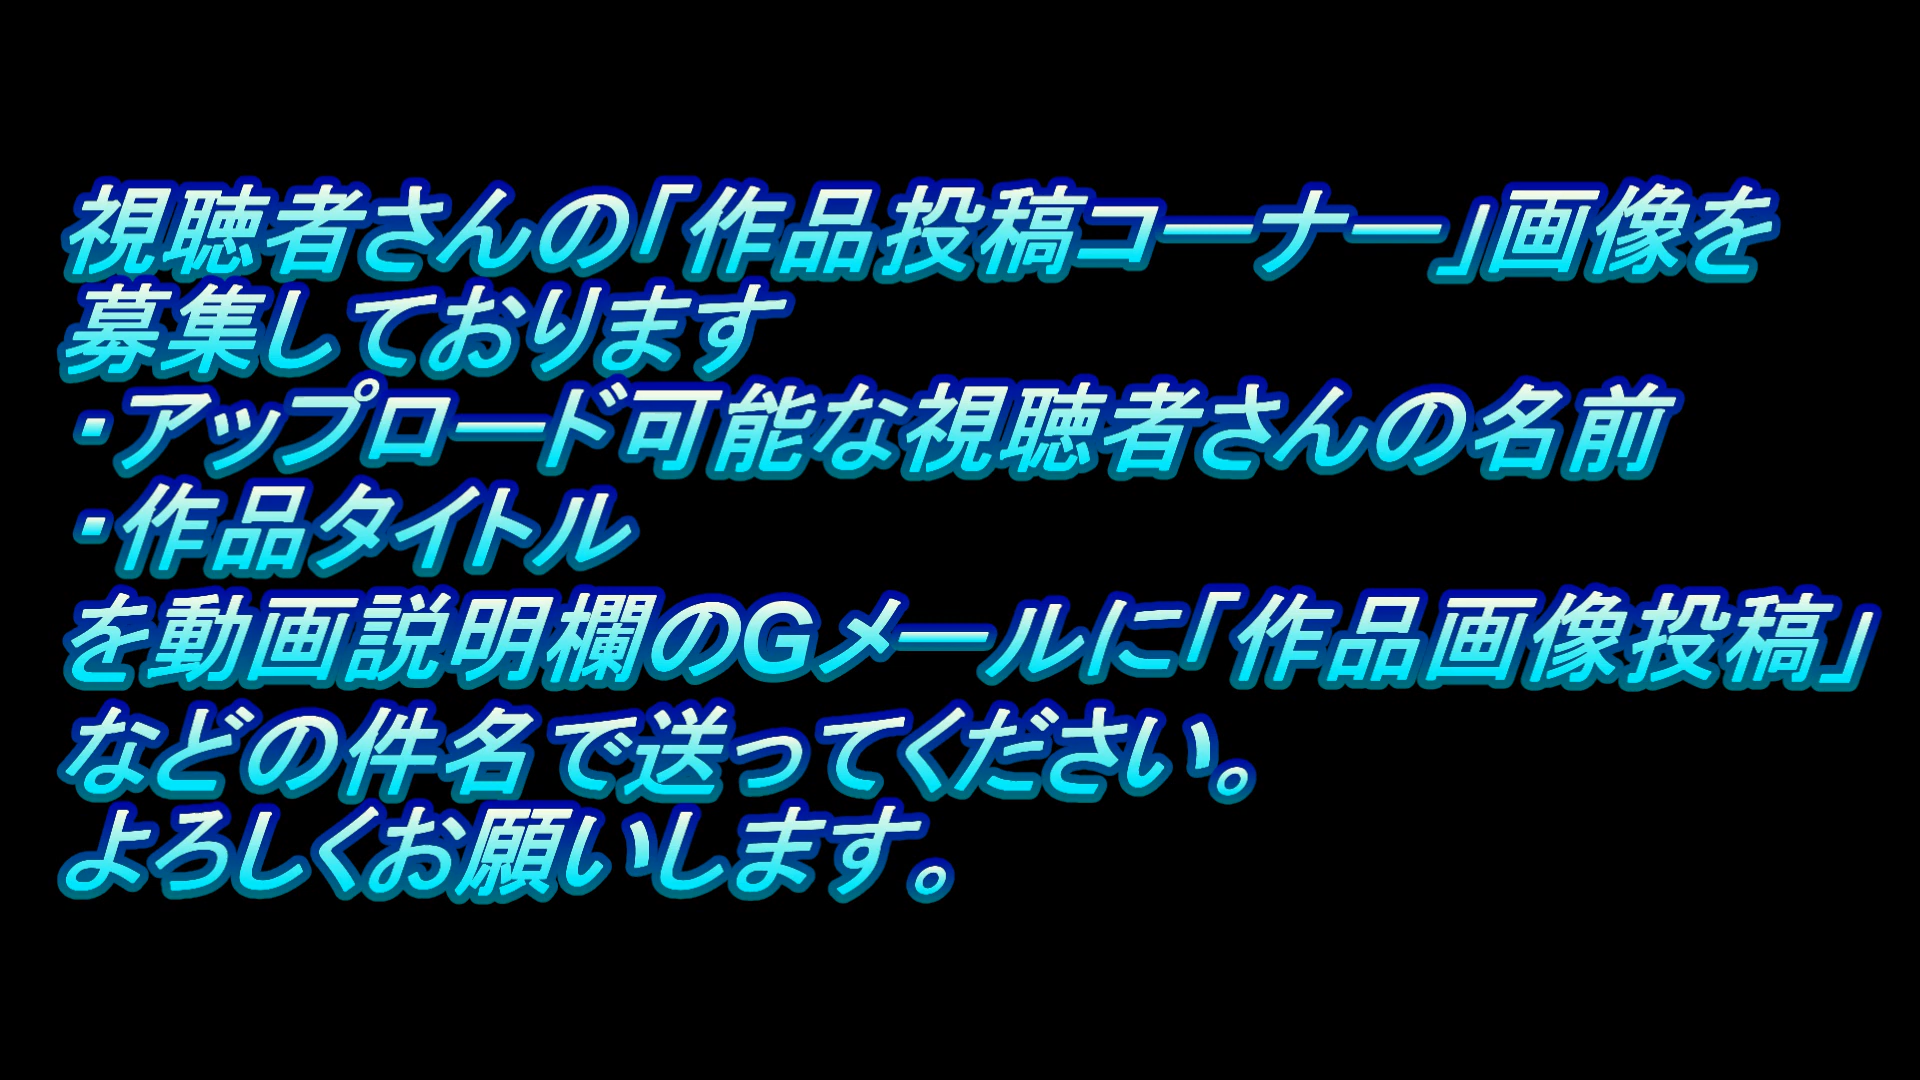 視聴者さんの「作品投稿コーナー」画像を
募集しております
・アップロード可能な視聴者さんの名前
・作品タイトル
を動画説明欄のGメールに「作品画像投稿」
などの件名で送ってください。
よろしくお願いします。